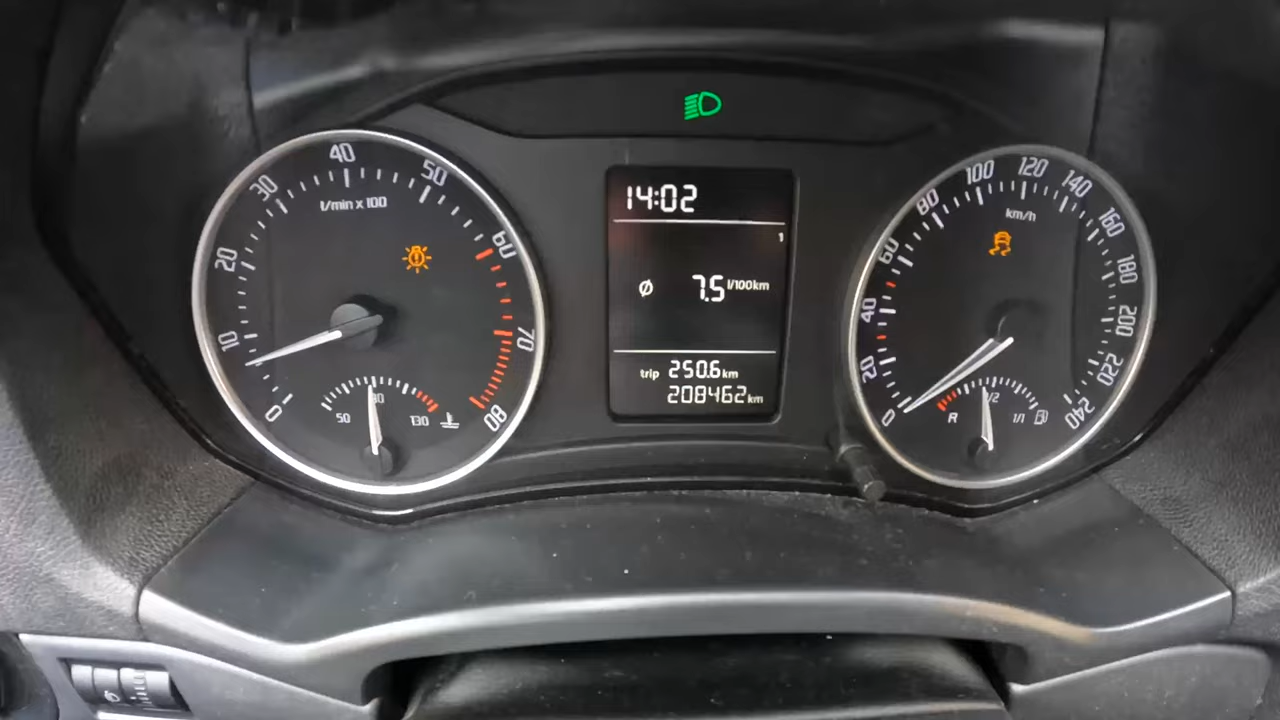 14:02
1
Ø 7.5 l/100km
trip 250.6 km
208462 km
0 10 20 30 40 50 60 70 80
1/min x 100
50 90 130
0 20 40 60 80 100 120 140 160 180 200 220 240
km/h
R 1/2 1/1